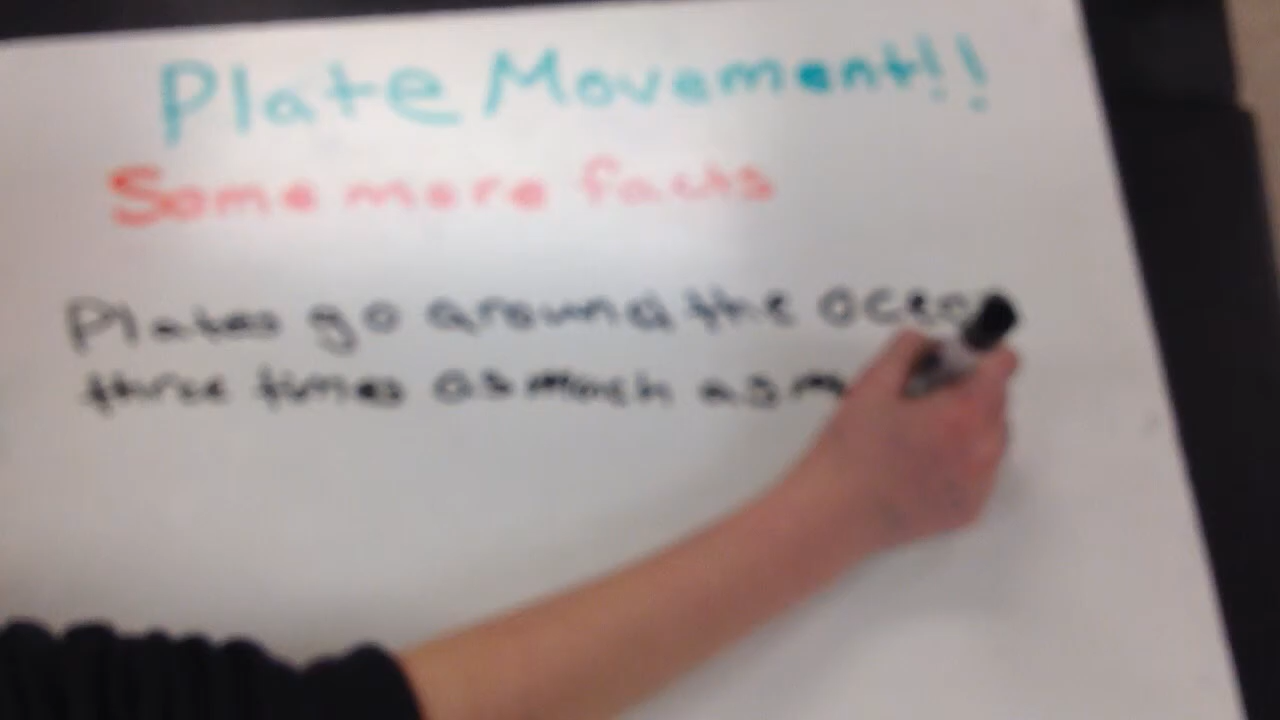 Plate Movement!!
Some more facts
Plates go around the ocean
three times as much as